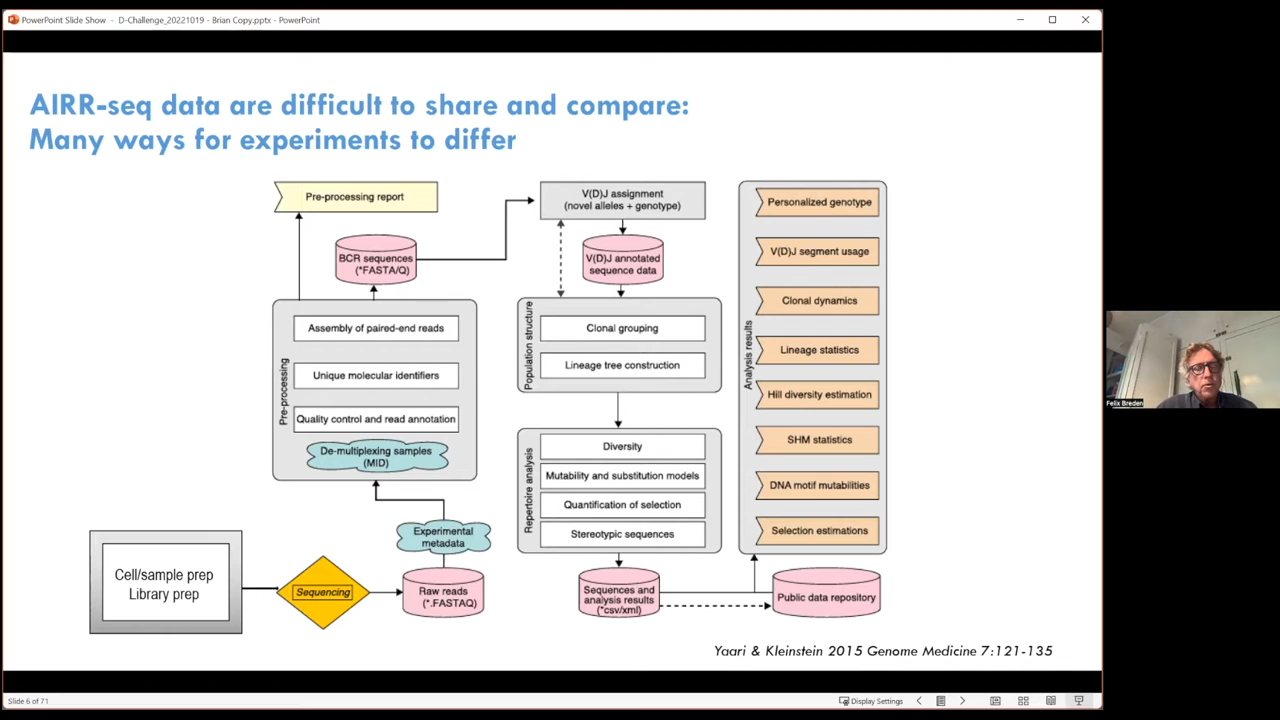 PowerPoint Slide Show - D-Challenge_20221019 - Brian Copy.pptx - PowerPoint
AIRR-seq data are difficult to share and compare:
Many ways for experiments to differ
Pre-processing report
BCR sequences
(*FASTA/Q)
Assembly of paired-end reads
Unique molecular identifiers
Quality control and read annotation
De-multiplexing samples
(MID)
Pre-processing
Experimental
metadata
Cell/sample prep
Library prep
Sequencing
Raw reads
(*.FASTAQ)
V(D)J assignment
(novel alleles + genotype)
V(D)J annotated
sequence data
Population structure
Clonal grouping
Lineage tree construction
Repertoire analysis
Diversity
Mutability and substitution models
Quantification of selection
Stereotypic sequences
Sequences and
analysis results
(*csv/xml)
Analysis results
Personalized genotype
V(D)J segment usage
Clonal dynamics
Lineage statistics
Hill diversity estimation
SHM statistics
DNA motif mutabilities
Selection estimations
Public data repository
Yaari & Kleinstein 2015 Genome Medicine 7:121-135
Felix Breden
Slide 6 of 71
Display Settings